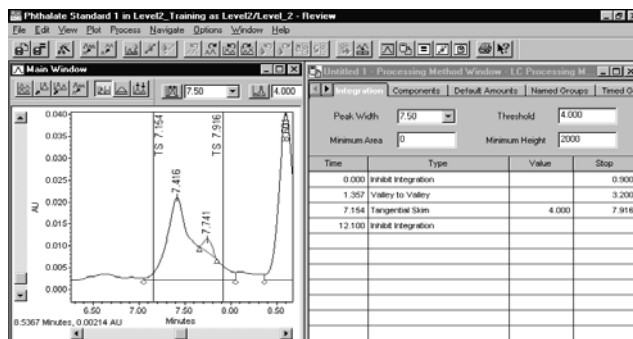 Phthalate Standard 1 in Level2_Training as Level2/Level_2 - Review
File Edit View Plot Process Navigate Options Window Help
Main Window
7.50 4.000
0.040
0.035
0.030
0.025
0.020
0.015
0.010
0.005
0.000
AU
TS 7.154
7.416
7.741
TS 7.916
6.50 7.00 7.50 8.00 8.50
Minutes
8.5367 Minutes, 0.00214 AU
Untitled 1 - Processing Method Window - LC Processing M
Integration Components Default Amounts Named Groups Timed G
Peak Width 7.50 Threshold 4.000
Minimum Area 0 Minimum Height 2000
Time Type Value Stop
0.000 Inhibit Integration 0.900
1.357 Valley to Valley 3.200
7.154 Tangential Skim 4.000 7.916
12.100 Inhibit Integration